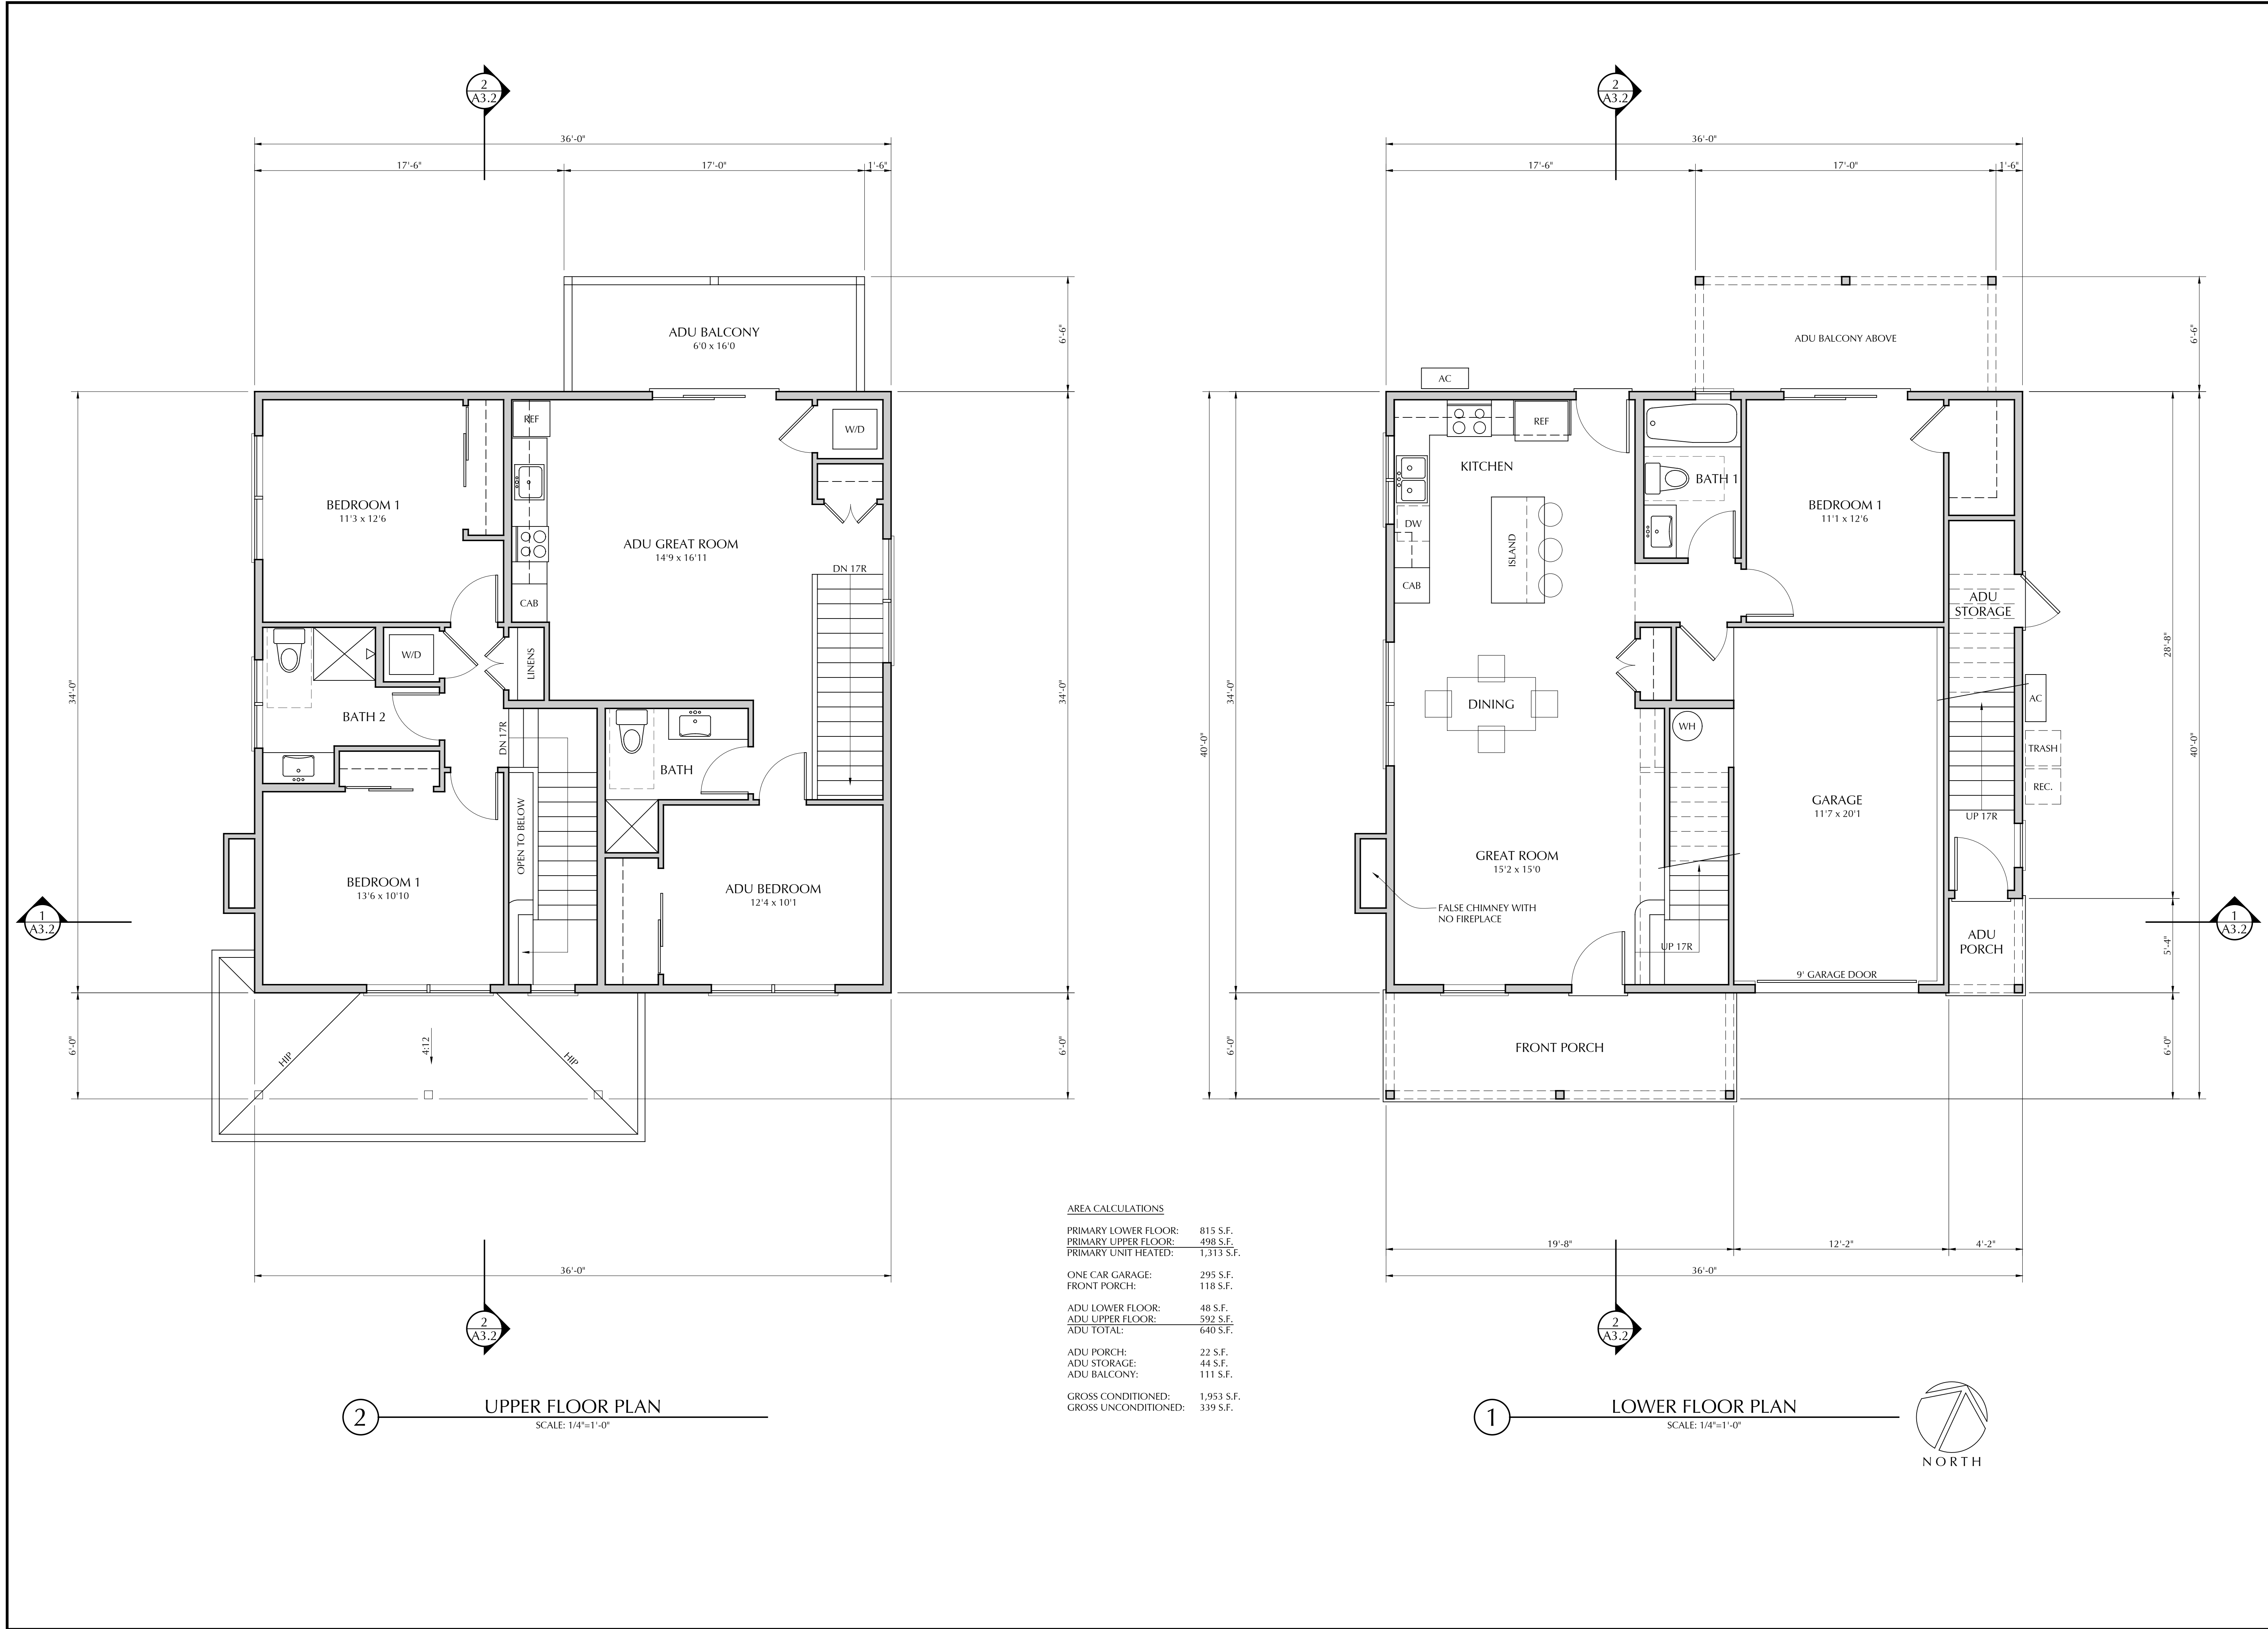 2
A3.2
36'-0"
17'-6"
17'-0"
1'-6"
ADU BALCONY
6'0 x 16'0
6'-6"
REF
W/D
BEDROOM 1
11'3 x 12'6
ADU GREAT ROOM
14'9 x 16'11
DN 17R
CAB
W/D
LINENS
34'-0"
34'-0"
BATH 2
DN 17R
BATH
OPEN TO BELOW
BEDROOM 1
13'6 x 10'10
ADU BEDROOM
12'4 x 10'1
1
A3.2
HIP
4:12
HIP
6'-0"
6'-0"
36'-0"
2
A3.2
2
UPPER FLOOR PLAN
SCALE: 1/4"=1'-0"
AREA CALCULATIONS
PRIMARY LOWER FLOOR: 815 S.F.
PRIMARY UPPER FLOOR: 498 S.F.
PRIMARY UNIT HEATED: 1,313 S.F.
ONE CAR GARAGE: 295 S.F.
FRONT PORCH: 118 S.F.
ADU LOWER FLOOR: 48 S.F.
ADU UPPER FLOOR: 592 S.F.
ADU TOTAL: 640 S.F.
ADU PORCH: 22 S.F.
ADU STORAGE: 44 S.F.
ADU BALCONY: 111 S.F.
GROSS CONDITIONED: 1,953 S.F.
GROSS UNCONDITIONED: 339 S.F.
2
A3.2
36'-0"
17'-6"
17'-0"
1'-6"
ADU BALCONY ABOVE
6'-6"
AC
REF
KITCHEN
BATH 1
BEDROOM 1
11'1 x 12'6
DW
ISLAND
CAB
ADU
STORAGE
28'-8"
34'-0"
40'-0"
40'-0"
DINING
WH
AC
TRASH
REC.
GARAGE
11'7 x 20'1
UP 17R
GREAT ROOM
15'2 x 15'0
FALSE CHIMNEY WITH
NO FIREPLACE
UP 17R
ADU
PORCH
5'-4"
1
A3.2
9' GARAGE DOOR
FRONT PORCH
6'-0"
6'-0"
19'-8"
12'-2"
4'-2"
36'-0"
2
A3.2
1
LOWER FLOOR PLAN
SCALE: 1/4"=1'-0"
NORTH